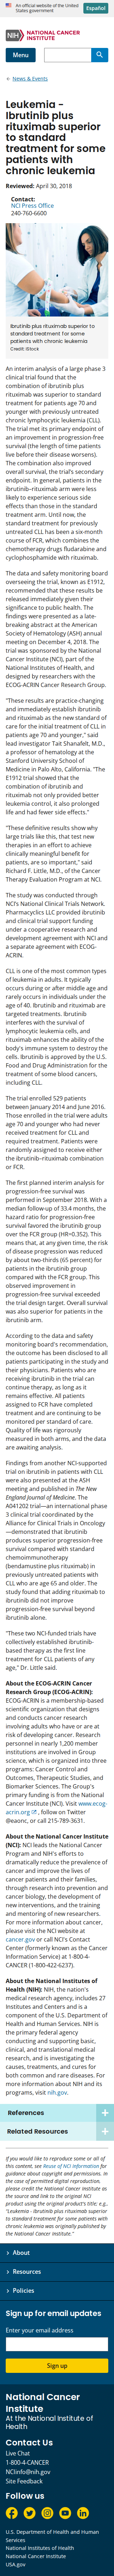 An official website of the United
States government
Español
NIH
NATIONAL CANCER
INSTITUTE
Menu
News & Events
Leukemia -
Ibrutinib plus
rituximab superior
to standard
treatment for some
patients with
chronic leukemia
Reviewed: April 30, 2018
Contact:
NCI Press Office
240-760-6600
Ibrutinib plus rituximab superior to
standard treatment for some
patients with chronic leukemia
Credit: iStock
An interim analysis of a large phase 3
clinical trial found that the
combination of ibrutinib plus
rituximab was superior to standard
treatment for patients age 70 and
younger with previously untreated
chronic lymphocytic leukemia (CLL).
The trial met its primary endpoint of
an improvement in progression-free
survival (the length of time patients
live before their disease worsens).
The combination also improved
overall survival, the trial's secondary
endpoint. In general, patients in the
ibrutinib–rituximab arm were less
likely to experience serious side
effects than those in the standard
treatment arm. Until now, the
standard treatment for previously
untreated CLL has been a six-month
course of FCR, which combines the
chemotherapy drugs fludarabine and
cyclophosphamide with rituximab.
The data and safety monitoring board
overseeing the trial, known as E1912,
recommended that these results be
released immediately given their
significance to public health. The
findings were presented as a late-
breaking abstract at the American
Society of Hematology (ASH) annual
meeting on December 4, 2018. The
trial was sponsored by the National
Cancer Institute (NCI), part of the
National Institutes of Health, and
designed by researchers with the
ECOG-ACRIN Cancer Research Group.
"These results are practice-changing
and immediately establish ibrutinib
and rituximab as the new standard of
care for the initial treatment of CLL in
patients age 70 and younger," said
lead investigator Tait Shanafelt, M.D.,
a professor of hematology at the
Stanford University School of
Medicine in Palo Alto, California. "The
E1912 trial showed that the
combination of ibrutinib and
rituximab not only provided better
leukemia control, it also prolonged
life and had fewer side effects."
"These definitive results show why
large trials like this, that test new
therapies in an effort to achieve
clinically meaningful benefit for
patients, are so important," said
Richard F. Little, M.D., of the Cancer
Therapy Evaluation Program at NCI.
The study was conducted through
NCI's National Clinical Trials Network.
Pharmacyclics LLC provided ibrutinib
and clinical trial support funding
under a cooperative research and
development agreement with NCI and
a separate agreement with ECOG-
ACRIN.
CLL is one of the most common types
of leukemia in adults. It typically
occurs during or after middle age and
rarely occurs in individuals under the
age of 40. Ibrutinib and rituximab are
targeted treatments. Ibrutinib
interferes with the survival of
lymphocytic leukemia cells, and
rituximab enhances the ability of the
body's immune system to destroy the
cells. Ibrutinib is approved by the U.S.
Food and Drug Administration for the
treatment of some blood cancers,
including CLL.
The trial enrolled 529 patients
between January 2014 and June 2016.
Those enrolled in the trial were adults
age 70 and younger who had never
received treatment for CLL and
required treatment. Patients were
randomly assigned to receive either
the ibrutinib–rituximab combination
or FCR.
The first planned interim analysis for
progression-free survival was
performed in September 2018. With a
median follow-up of 33.4 months, the
hazard ratio for progression-free
survival significantly favored the
ibrutinib group over the FCR group (HR=0.352). This
means that, at any given time, the risk
of disease progression was reduced
by about two-thirds (65 percent) for
patients in the ibrutinib group
compared with the FCR group. This
observed improvement in
progression-free survival exceeded
the trial design target. Overall survival
was also superior for patients in the
ibrutinib arm.
According to the data and safety
monitoring board's recommendation,
the outcomes have been disclosed to
all patients participating in the study
and their physicians. All patients who
were receiving ibrutinib in the trial
can continue therapy, as long as it
remains effective, and all patients on
the standard treatment arm are being
monitored and followed per standard of care.
Quality of life was rigorously
measured in both arms, and the data
are awaiting analysis.
Findings from another NCI-supported
trial on ibrutinib in patients with CLL
were also presented at the ASH
meeting and published in The New
England Journal of Medicine. The
A041202 trial—an international phase
3 clinical trial coordinated by the
Alliance for Clinical Trials in Oncology
—demonstrated that ibrutinib
produces superior progression-free
survival compared with standard
chemoimmunotherapy
(bendamustine plus rituximab) in
previously untreated patients with
CLL who are age 65 and older. The
study found that adding rituximab to
ibrutinib did not improve
progression-free survival beyond
ibrutinib alone.
"These two NCI-funded trials have
collectively established ibrutinib-
based therapy as the first line
treatment for CLL patients of any
age," Dr. Little said.
About the ECOG-ACRIN Cancer
Research Group (ECOG-ACRIN):
ECOG-ACRIN is a membership-based
scientific organization that designs
and conducts cancer research
involving adults who have or are at
risk of developing cancer. Research
personnel in nearly 1,200 member
institutions are involved in Group
science, which is organized into three
scientific programs: Cancer Control and
Outcomes, Therapeutic Studies, and
Biomarker Sciences. The Group's
primary funding is from the National
Cancer Institute (NCI). Visit www.ecog-
acrin.org, follow on Twitter
@eaonc, or call 215-789-3631.
About the National Cancer Institute
(NCI): NCI leads the National Cancer
Program and NIH's efforts to
dramatically reduce the prevalence of
cancer and improve the lives of
cancer patients and their families,
through research into prevention and
cancer biology, the development of
new interventions, and the training
and mentoring of new researchers.
For more information about cancer,
please visit the NCI website at
cancer.gov or call NCI's Contact
Center (formerly known as the Cancer
Information Service) at 1-800-4-
CANCER (1-800-422-6237).
About the National Institutes of
Health (NIH): NIH, the nation's
medical research agency, includes 27
Institutes and Centers and is a
component of the U.S. Department of
Health and Human Services. NIH is
the primary federal agency
conducting and supporting basic,
clinical, and translational medical
research, and is investigating the
causes, treatments, and cures for
both common and rare diseases. For
more information about NIH and its
programs, visit nih.gov.
References
Related Resources
If you would like to reproduce some or all of
this content, see Reuse of NCI Information for
guidance about copyright and permissions. In
the case of permitted digital reproduction,
please credit the National Cancer Institute as
the source and link to the original NCI
product using the original product's title; e.g.,
"Leukemia - Ibrutinib plus rituximab superior
to standard treatment for some patients with
chronic leukemia was originally published by
the National Cancer Institute."
About
Resources
Policies
Sign up for email updates
Enter your email address
Sign up
National Cancer
Institute
At the National Institute of
Health
Contact Us
Live Chat
1-800-4-CANCER
NCIinfo@nih.gov
Site Feedback
Follow us
U.S. Department of Health and Human
Services
National Institutes of Health
National Cancer Institute
USA.gov